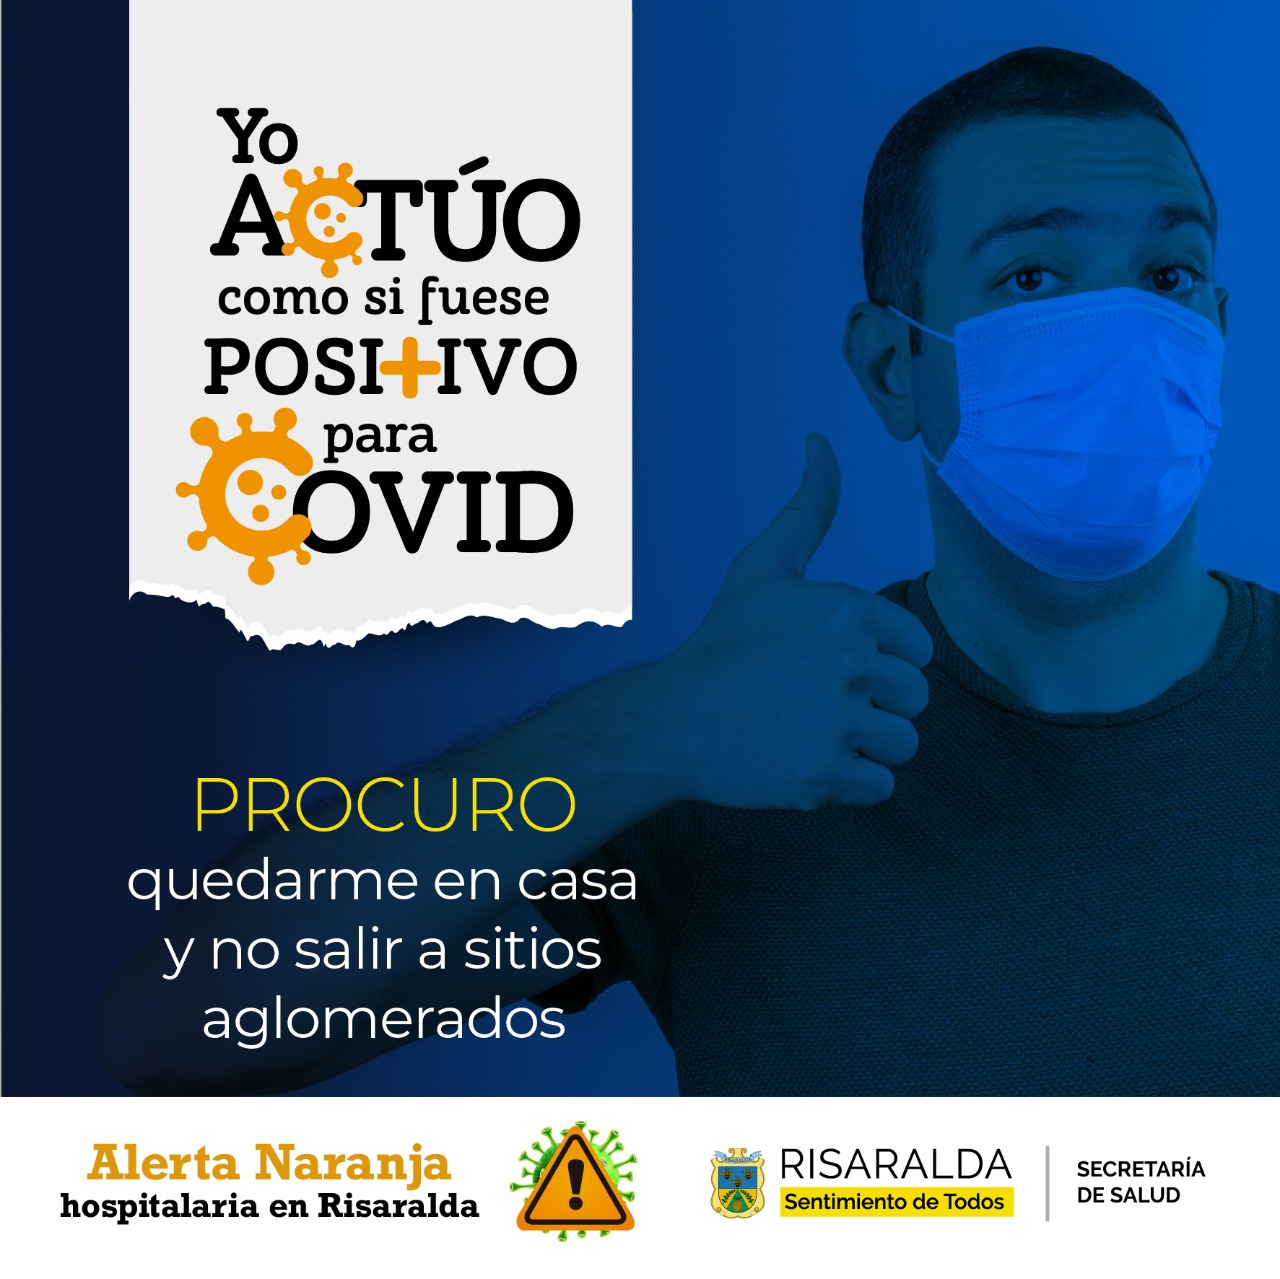 Yo
ACTÚO
como si fuese
POSITIVO
para
COVID
PROCURO
quedarme en casa
y no salir a sitios
aglomerados
Alerta Naranja
hospitalaria en Risaralda
RISARALDA
Sentimiento de Todos
SECRETARÍA
DE SALUD